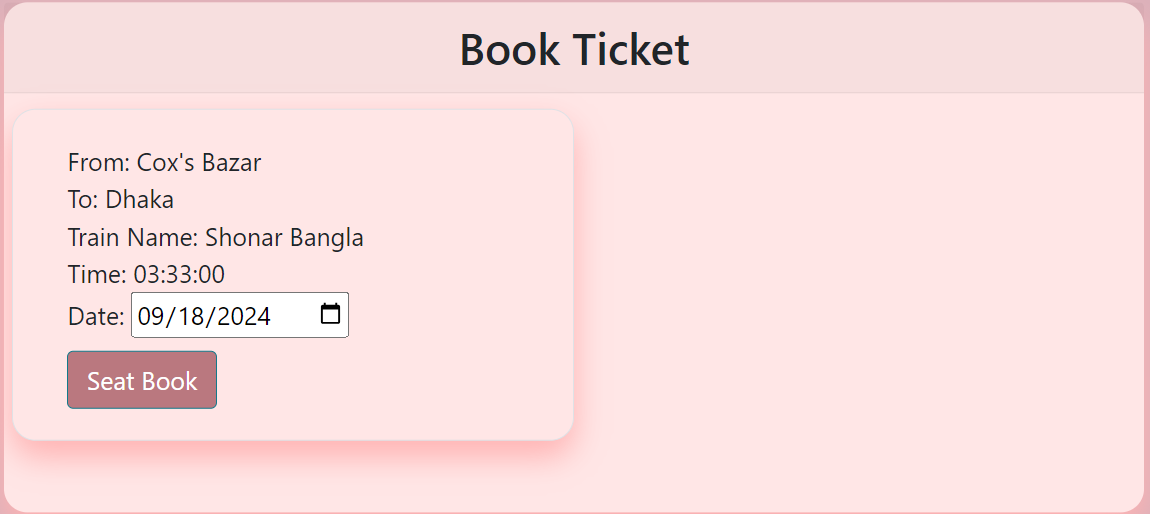 Book Ticket
From: Cox's Bazar
To: Dhaka
Train Name: Shonar Bangla
Time: 03:33:00
Date: 09/18/2024
Seat Book